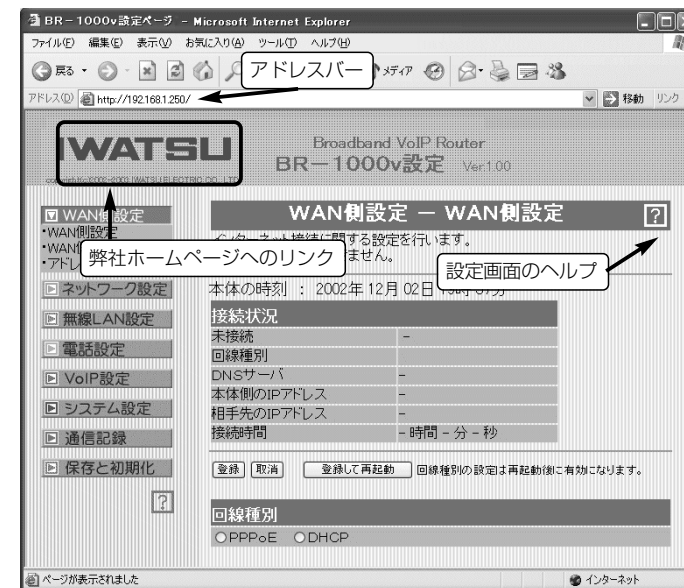 BR-1000v設定ページ - Microsoft Internet Explorer
ファイル(F) 編集(E) 表示(V) お気に入り(A) ツール(T) ヘルプ(H)
戻る
アドレスバー
メディア
アドレス(D) http://192.168.1.250/
移動 リンク
IWATSU
Broadband VoIP Router
BR-1000v設定 Ver1.00
WAN側設定
・WAN側設定
弊社ホームページへのリンク
ネットワーク設定
無線LAN設定
電話設定
VoIP設定
システム設定
通信記録
保存と初期化
?
WAN側設定 - WAN側設定 ?
インターネット接続に関する設定を行います。
ません。
設定画面のヘルプ
本体の時刻 : 2002年 12月 02日
接続状況
未接続 -
回線種別
DNSサーバ -
本体側のIPアドレス -
相手先のIPアドレス -
接続時間 - 時間 - 分 - 秒
登録 取消 登録して再起動 回線種別の設定は再起動後に有効になります。
回線種別
○PPPoE ○DHCP
ページが表示されました
インターネット